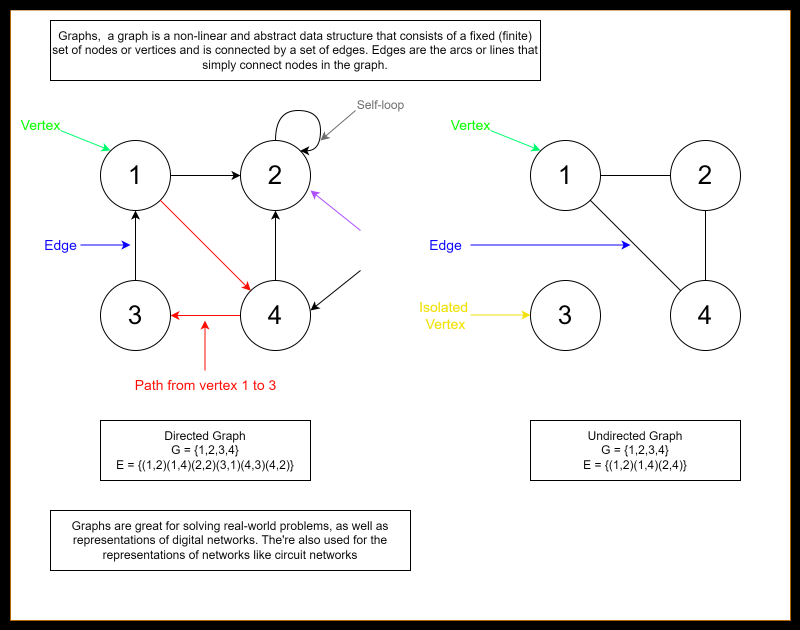 Graphs,  a graph is a non-linear and abstract data structure that consists of a fixed (finite)
set of nodes or vertices and is connected by a set of edges. Edges are the arcs or lines that
simply connect nodes in the graph.
Self-loop
Vertex
1
2
Edge
3
4
Path from vertex 1 to 3
Vertex
1
2
Edge
Isolated
Vertex
3
4
Directed Graph
G = {1,2,3,4}
E = {(1,2)(1,4)(2,2)(3,1)(4,3)(4,2)}
Undirected Graph
G = {1,2,3,4}
E = {(1,2)(1,4)(2,4)}
Graphs are great for solving real-world problems, as well as
representations of digital networks. The're also used for the
representations of networks like circuit networks